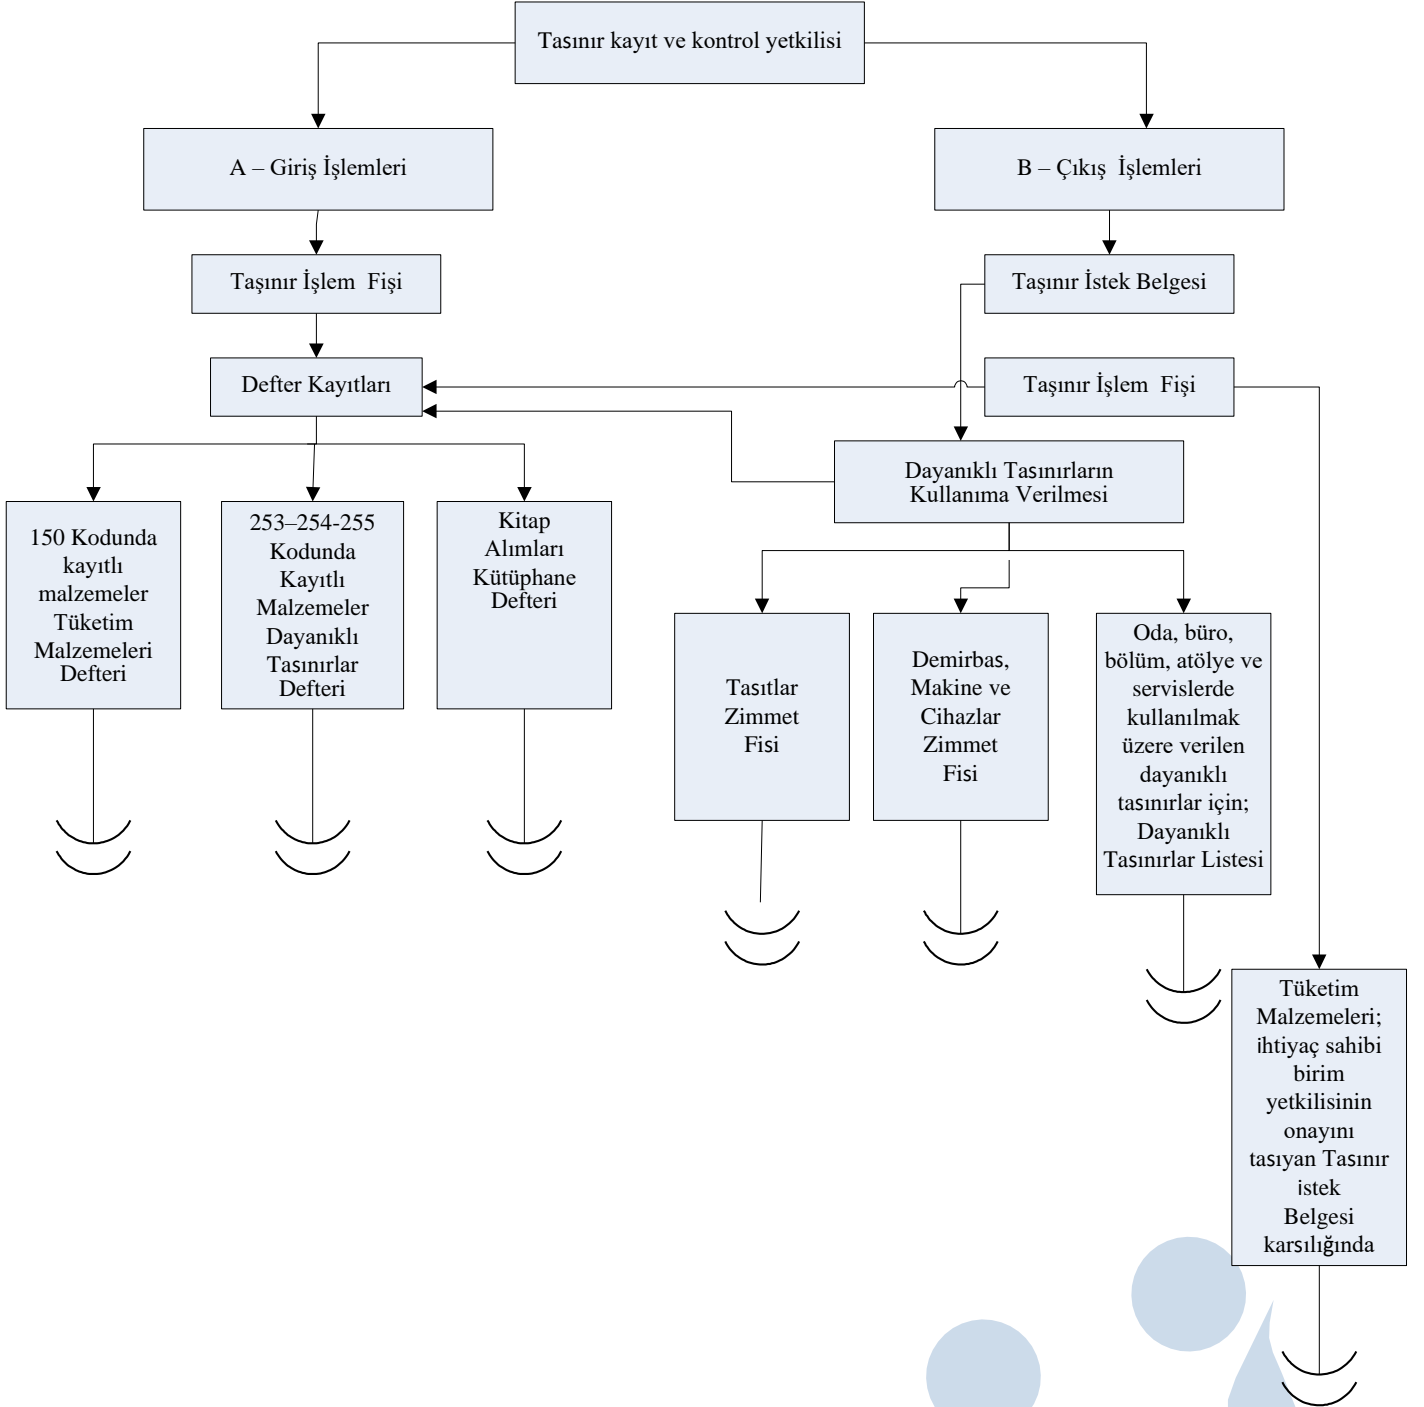 Tasınır kayıt ve kontrol yetkilisi
A – Giriş İşlemleri
B – Çıkış İşlemleri
Taşınır İşlem Fişi
Taşınır İstek Belgesi
Defter Kayıtları
Taşınır İşlem Fişi
Dayanıklı Tasınırların
Kullanıma Verilmesi
150 Kodunda
kayıtlı
malzemeler
Tüketim
Malzemeleri
Defteri
253–254-255
Kodunda
Kayıtlı
Malzemeler
Dayanıklı
Tasınırlar
Defteri
Kitap
Alımları
Kütüphane
Defteri
Tasıtlar
Zimmet
Fisi
Demirbas,
Makine ve
Cihazlar
Zimmet
Fisi
Oda, büro,
bölüm, atölye ve
servislerde
kullanılmak
üzere verilen
dayanıklı
tasınırlar için;
Dayanıklı
Tasınırlar Listesi
Tüketim
Malzemeleri;
ihtiyaç sahibi
birim
yetkilisinin
onayını
tasıyan Tasınır
istek
Belgesi
karsılığında